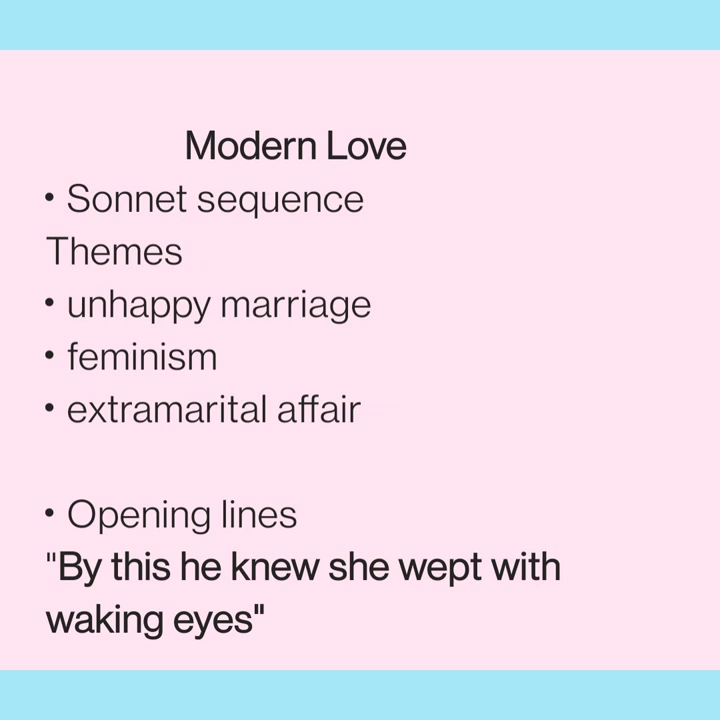 Modern Love
• Sonnet sequence
Themes
• unhappy marriage
• feminism
• extramarital affair
• Opening lines
"By this he knew she wept with
waking eyes"